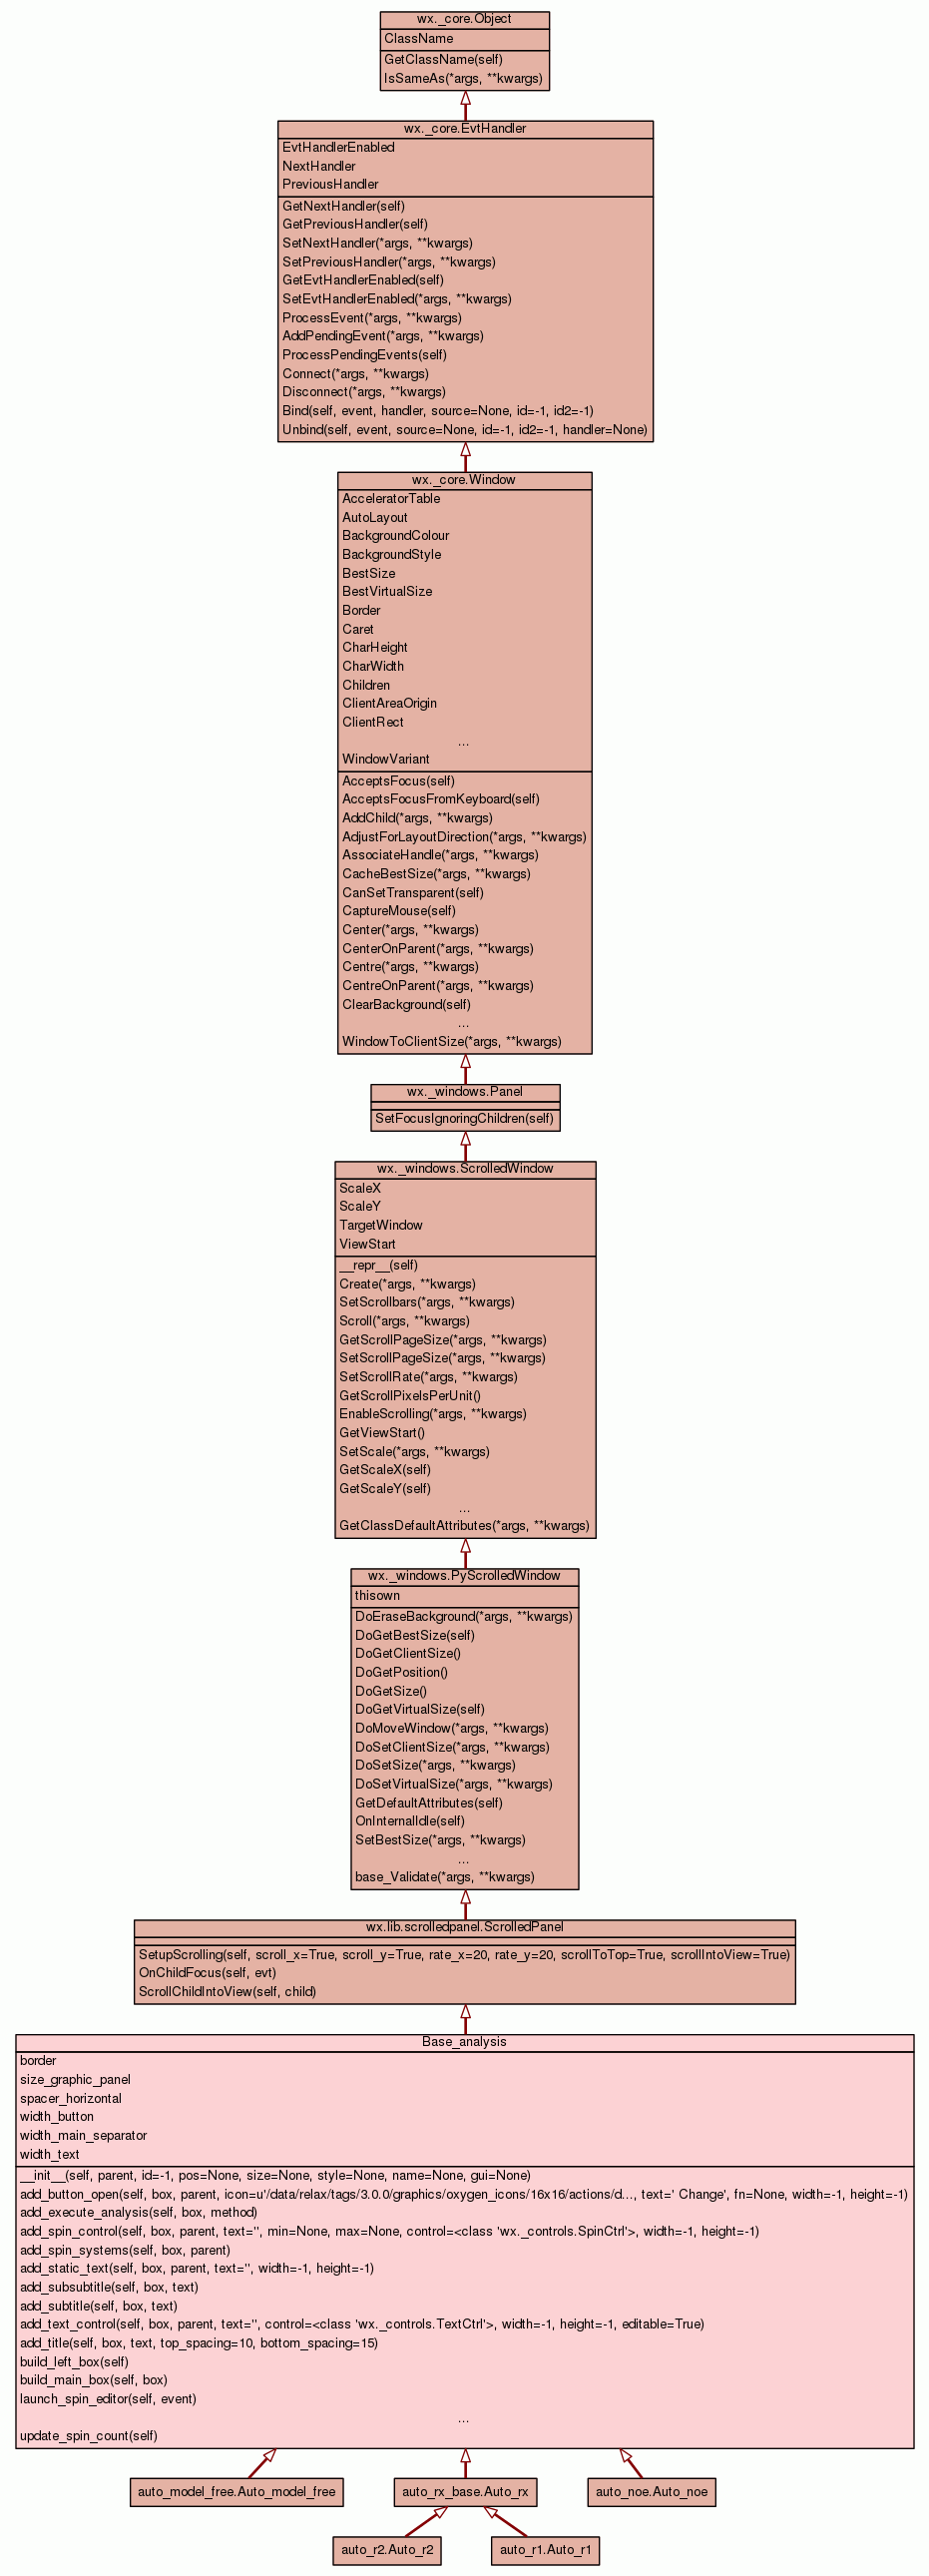 wx._core.Object
ClassName
GetClassName(self)
IsSameAs(*args, **kwargs)
wx._core.EvtHandler
EvtHandlerEnabled
NextHandler
PreviousHandler
GetNextHandler(self)
GetPreviousHandler(self)
SetNextHandler(*args, **kwargs)
SetPreviousHandler(*args, **kwargs)
GetEvtHandlerEnabled(self)
SetEvtHandlerEnabled(*args, **kwargs)
ProcessEvent(*args, **kwargs)
AddPendingEvent(*args, **kwargs)
ProcessPendingEvents(self)
Connect(*args, **kwargs)
Disconnect(*args, **kwargs)
Bind(self, event, handler, source=None, id=-1, id2=-1)
Unbind(self, event, source=None, id=-1, id2=-1, handler=None)
wx._core.Window
AcceleratorTable
AutoLayout
BackgroundColour
BackgroundStyle
BestSize
BestVirtualSize
Border
Caret
CharHeight
CharWidth
Children
ClientAreaOrigin
ClientRect
...
WindowVariant
AcceptsFocus(self)
AcceptsFocusFromKeyboard(self)
AddChild(*args, **kwargs)
AdjustForLayoutDirection(*args, **kwargs)
AssociateHandle(*args, **kwargs)
CacheBestSize(*args, **kwargs)
CanSetTransparent(self)
CaptureMouse(self)
Center(*args, **kwargs)
CenterOnParent(*args, **kwargs)
Centre(*args, **kwargs)
CentreOnParent(*args, **kwargs)
ClearBackground(self)
...
WindowToClientSize(*args, **kwargs)
wx._windows.Panel
SetFocusIgnoringChildren(self)
wx._windows.ScrolledWindow
ScaleX
ScaleY
TargetWindow
ViewStart
__repr__(self)
Create(*args, **kwargs)
SetScrollbars(*args, **kwargs)
Scroll(*args, **kwargs)
GetScrollPageSize(*args, **kwargs)
SetScrollPageSize(*args, **kwargs)
SetScrollRate(*args, **kwargs)
GetScrollPixelsPerUnit()
EnableScrolling(*args, **kwargs)
GetViewStart()
SetScale(*args, **kwargs)
GetScaleX(self)
GetScaleY(self)
...
GetClassDefaultAttributes(*args, **kwargs)
wx._windows.PyScrolledWindow
thisown
DoEraseBackground(*args, **kwargs)
DoGetBestSize(self)
DoGetClientSize()
DoGetPosition()
DoGetSize()
DoGetVirtualSize(self)
DoMoveWindow(*args, **kwargs)
DoSetClientSize(*args, **kwargs)
DoSetSize(*args, **kwargs)
DoSetVirtualSize(*args, **kwargs)
GetDefaultAttributes(self)
OnInternalIdle(self)
SetBestSize(*args, **kwargs)
...
base_Validate(*args, **kwargs)
wx.lib.scrolledpanel.ScrolledPanel
SetupScrolling(self, scroll_x=True, scroll_y=True, rate_x=20, rate_y=20, scrollToTop=True, scrollIntoView=True)
OnChildFocus(self, evt)
ScrollChildIntoView(self, child)
Base_analysis
border
size_graphic_panel
spacer_horizontal
width_button
width_main_separator
width_text
__init__(self, parent, id=-1, pos=None, size=None, style=None, name=None, gui=None)
add_button_open(self, box, parent, icon=u'/data/relax/tags/3.0.0/graphics/oxygen_icons/16x16/actions/d..., text=' Change', fn=None, width=-1, height=-1)
add_execute_analysis(self, box, method)
add_spin_control(self, box, parent, text='', min=None, max=None, control=<class 'wx._controls.SpinCtrl'>, width=-1, height=-1)
add_spin_systems(self, box, parent)
add_static_text(self, box, parent, text='', width=-1, height=-1)
add_subsubtitle(self, box, text)
add_subtitle(self, box, text)
add_text_control(self, box, parent, text='', control=<class 'wx._controls.TextCtrl'>, width=-1, height=-1, editable=True)
add_title(self, box, text, top_spacing=10, bottom_spacing=15)
build_left_box(self)
build_main_box(self, box)
launch_spin_editor(self, event)
...
update_spin_count(self)
auto_model_free.Auto_model_free
auto_rx_base.Auto_rx
auto_noe.Auto_noe
auto_r2.Auto_r2
auto_r1.Auto_r1